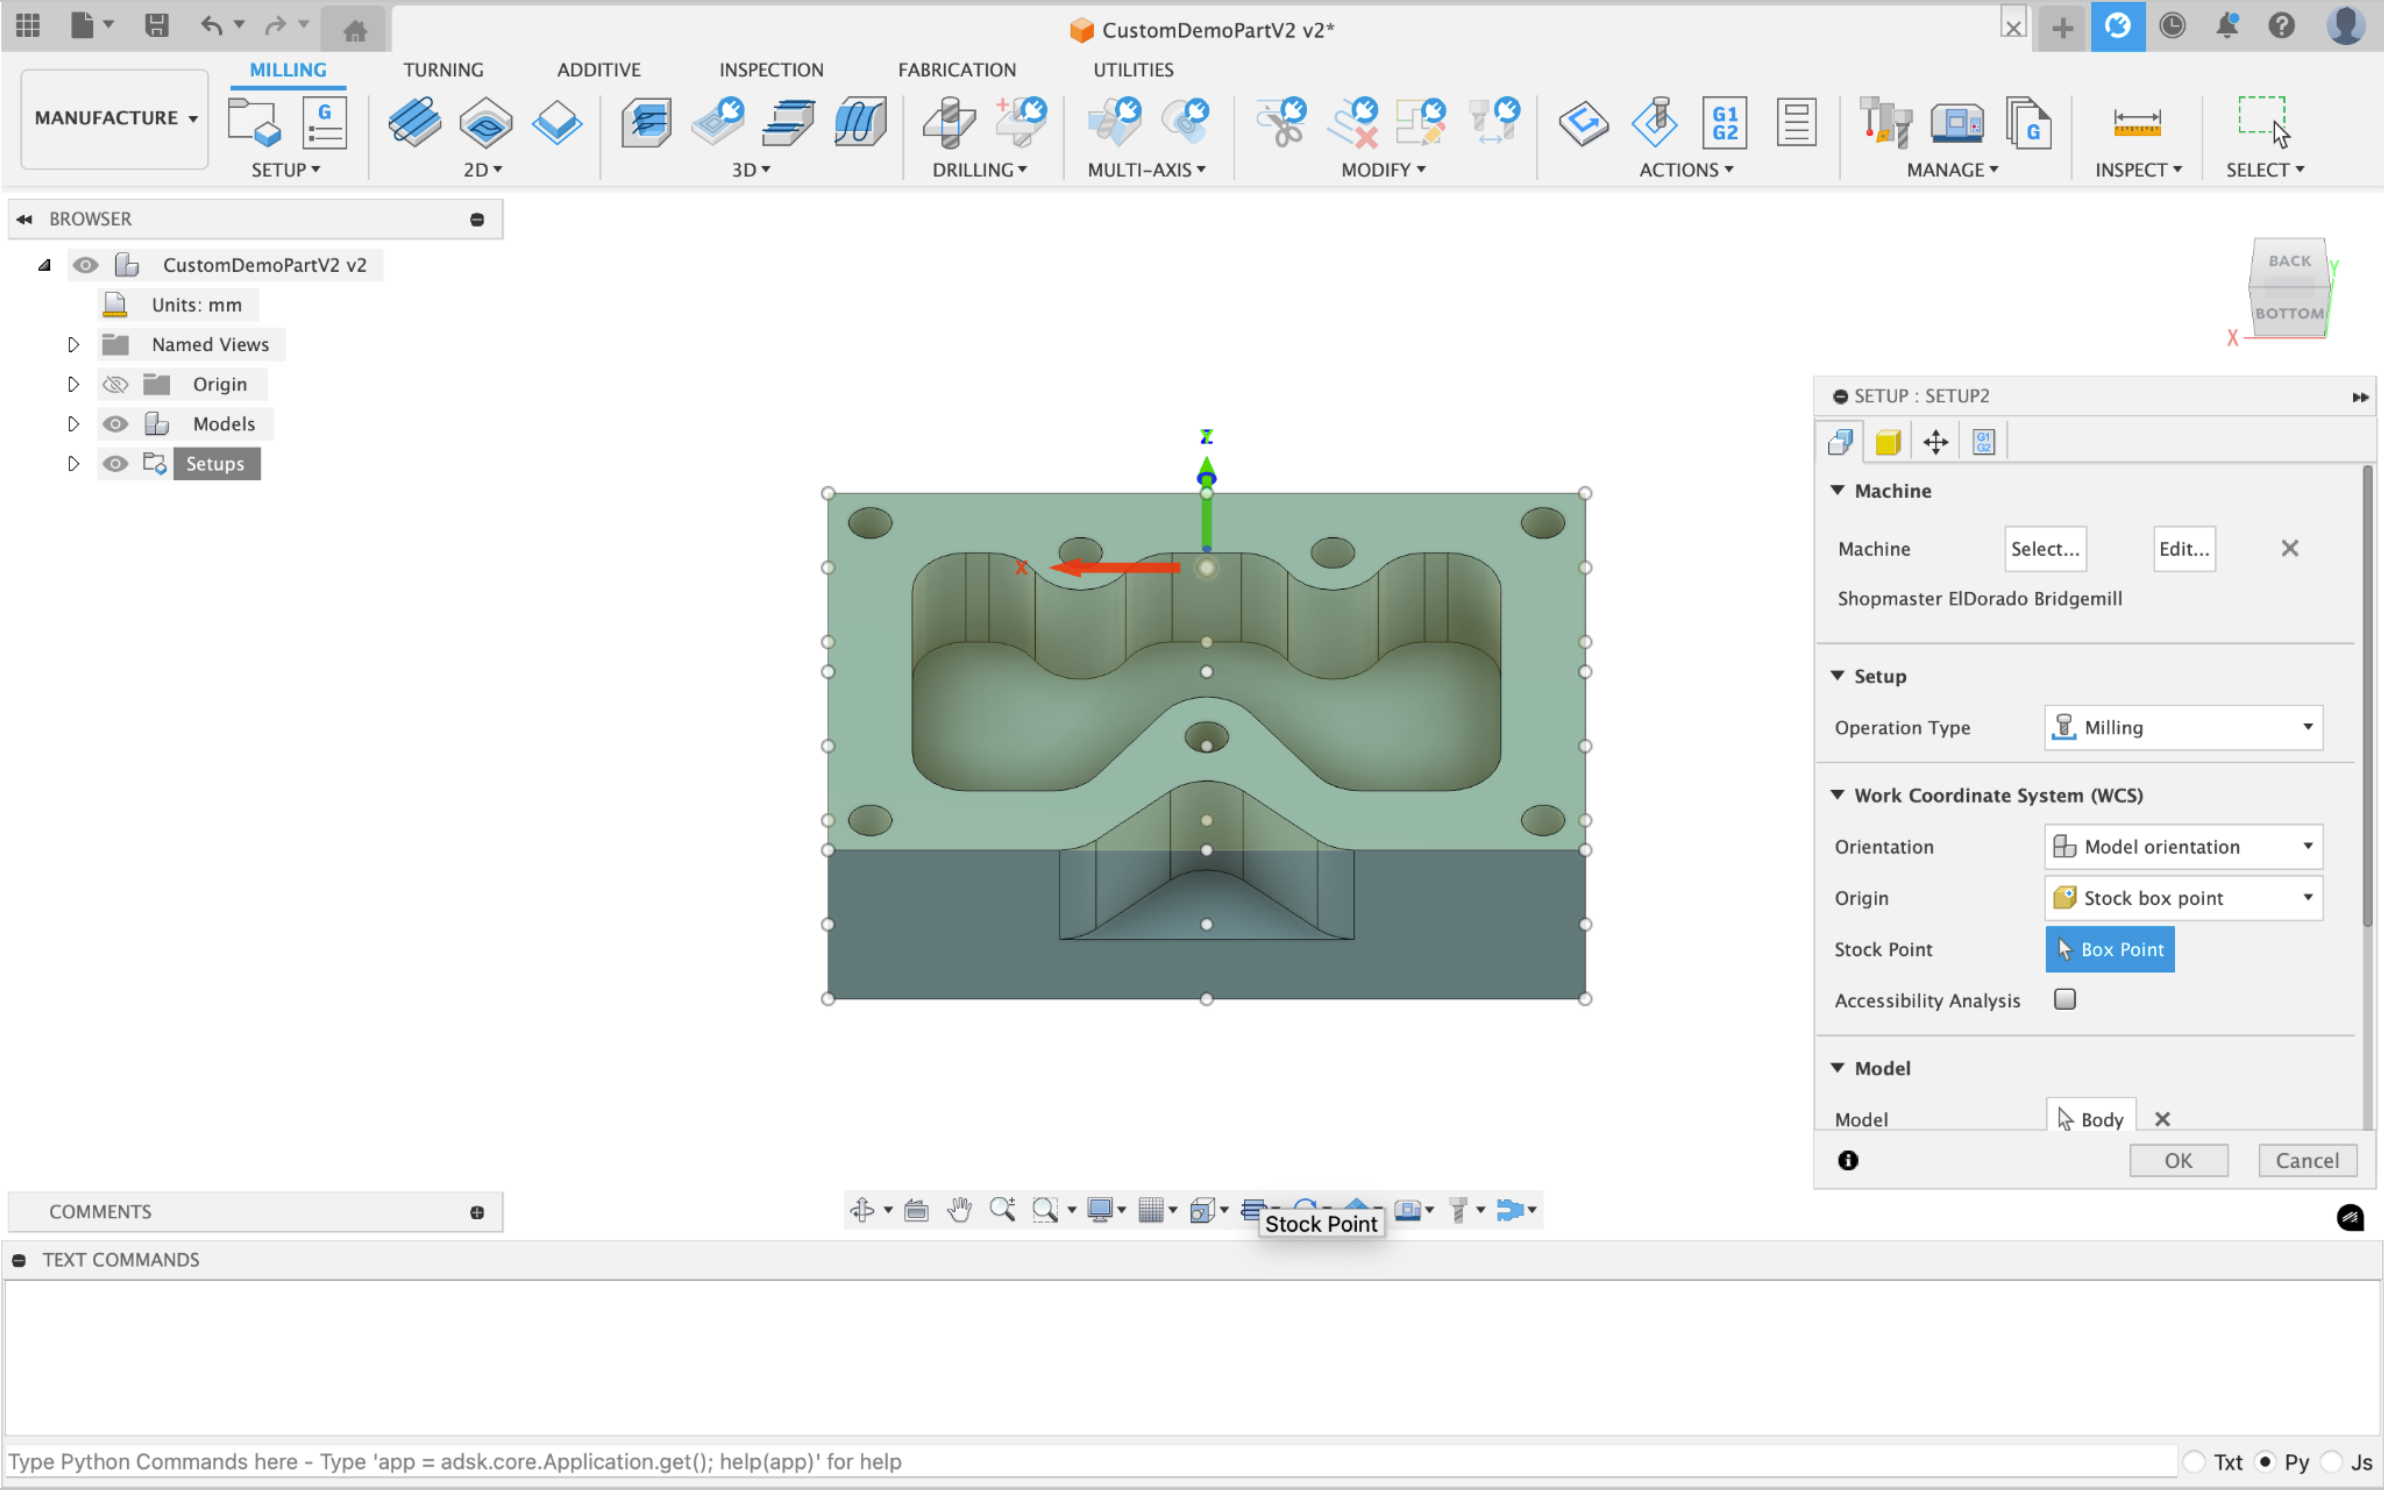 CustomDemoPartV2 v2*
MILLING TURNING ADDITIVE INSPECTION FABRICATION UTILITIES
MANUFACTURE
G
G1
G2
G
SETUP 2D 3D DRILLING MULTI-AXIS MODIFY ACTIONS MANAGE INSPECT SELECT
BROWSER
CustomDemoPartV2 v2
Units: mm
Named Views
Origin
Models
Setups
BACK
BOTTOM
Y
X
Z
X
SETUP : SETUP2
G1
G2
Machine
Machine Select... Edit...
Shopmaster ElDorado Bridgemill
Setup
Operation Type Milling
Work Coordinate System (WCS)
Orientation Model orientation
Origin Stock box point
Stock Point Box Point
Accessibility Analysis
Model
Model Body
OK Cancel
COMMENTS
Stock Point
TEXT COMMANDS
Type Python Commands here - Type 'app = adsk.core.Application.get(); help(app)' for help
Txt Py Js